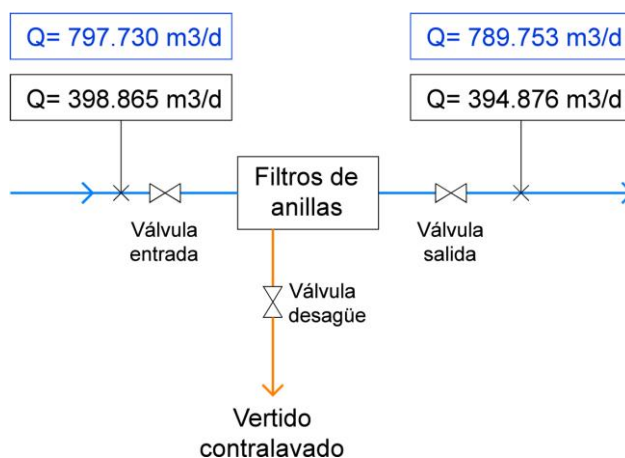 Q= 797.730 m3/d
Q= 789.753 m3/d
Q= 398.865 m3/d
Q= 394.876 m3/d
Filtros de
anillas
Válvula
entrada
Válvula
salida
Válvula
desagüe
Vertido
contralavado